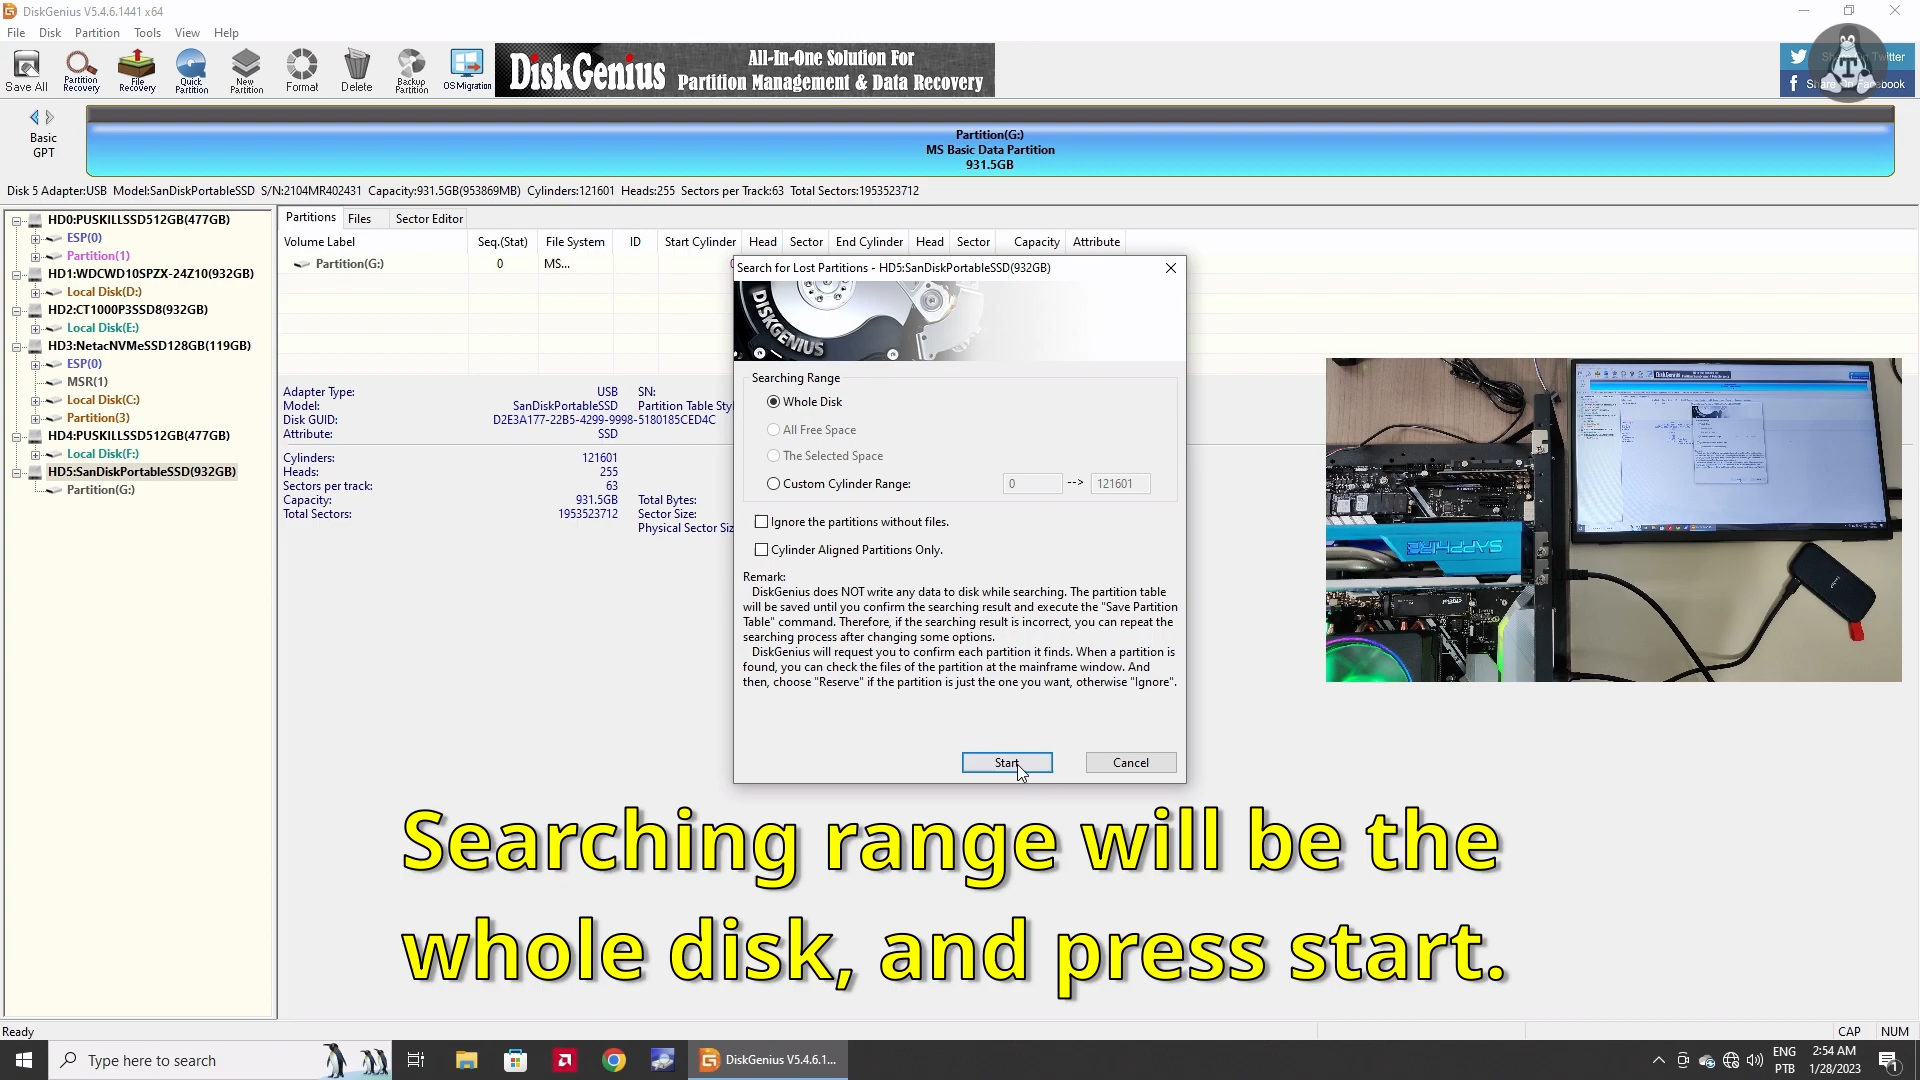 DiskGenius V5.4.6.1441 x64
File Disk Partition Tools View Help
Save All
Partition Recovery
File Recovery
Quick Partition
New Partition
Format
Delete
Backup Partition
OS Migration
DiskGenius
All-In-One Solution For
Partition Management & Data Recovery
Share On Twitter
Share On Facebook
Basic
GPT
Partition(G:)
MS Basic Data Partition
931.5GB
Disk 5 Adapter:USB Model:SanDiskPortableSSD S/N:2104MR402431 Capacity:931.5GB(953869MB) Cylinders:121601 Heads:255 Sectors per Track:63 Total Sectors:1953523712
HD0:PUSKILLSSD512GB(477GB)
ESP(0)
Partition(1)
HD1:WDCWD10SPZX-24Z10(932GB)
Local Disk(D:)
HD2:CT1000P3SSD8(932GB)
Local Disk(E:)
HD3:NetacNVMeSSD128GB(119GB)
ESP(0)
MSR(1)
Local Disk(C:)
Partition(3)
HD4:PUSKILLSSD512GB(477GB)
Local Disk(F:)
HD5:SanDiskPortableSSD(932GB)
Partition(G:)
Partitions Files Sector Editor
Volume Label Seq.(Stat) File System ID Start Cylinder Head Sector End Cylinder Head Sector Capacity Attribute
Partition(G:) 0 MS...
Adapter Type: USB SN:
Model: SanDiskPortableSSD Partition Table Styl
Disk GUID: D2E3A177-22B5-4299-9998-5180185CED4C
Attribute: SSD
Cylinders: 121601
Heads: 255
Sectors per track: 63
Capacity: 931.5GB Total Bytes:
Total Sectors: 1953523712 Sector Size:
Physical Sector Siz
Search for Lost Partitions - HD5:SanDiskPortableSSD(932GB)
DISKGENIUS
Searching Range
Whole Disk
All Free Space
The Selected Space
Custom Cylinder Range: 0 --> 121601
Ignore the partitions without files.
Cylinder Aligned Partitions Only.
Remark:
DiskGenius does NOT write any data to disk while searching. The partition table
will be saved until you confirm the searching result and execute the "Save Partition
Table" command. Therefore, if the searching result is incorrect, you can repeat the
searching process after changing some options.
DiskGenius will request you to confirm each partition it finds. When a partition is
found, you can check the files of the partition at the mainframe window. And
then, choose "Reserve" if the partition is just the one you want, otherwise "Ignore".
Start Cancel
SAPPHIRE
Searching range will be the
whole disk, and press start.
Ready
CAP NUM
Type here to search
DiskGenius V5.4.6.1...
ENG
PTB
2:54 AM
1/28/2023
1